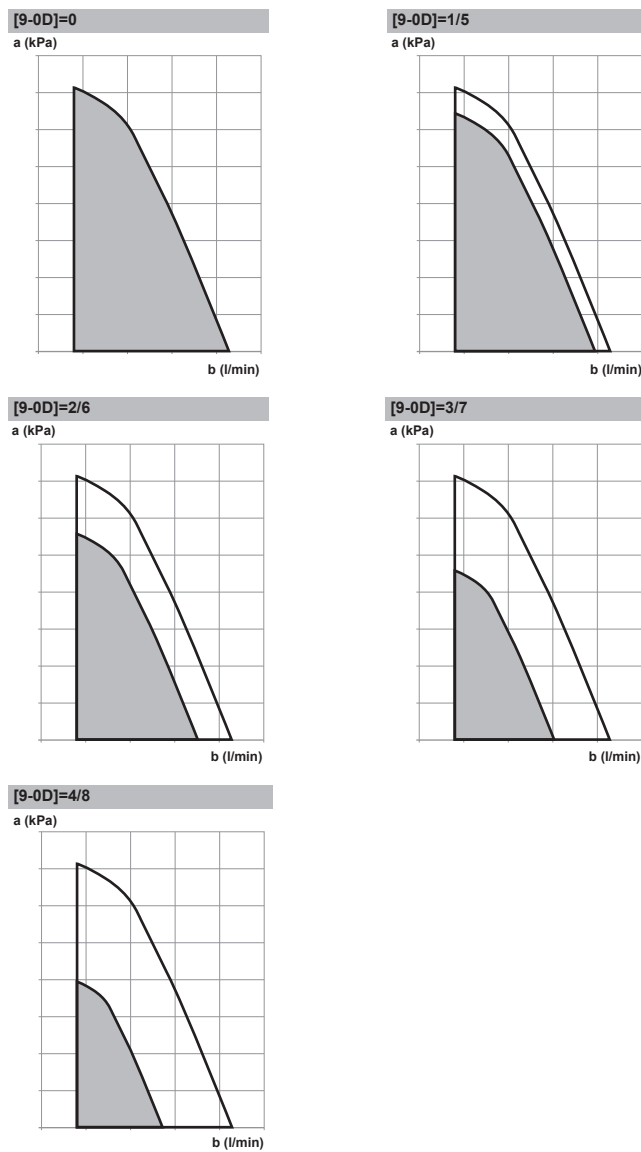 [9-0D]=0
a (kPa)
b (l/min)
[9-0D]=1/5
a (kPa)
b (l/min)
[9-0D]=2/6
a (kPa)
b (l/min)
[9-0D]=3/7
a (kPa)
b (l/min)
[9-0D]=4/8
a (kPa)
b (l/min)